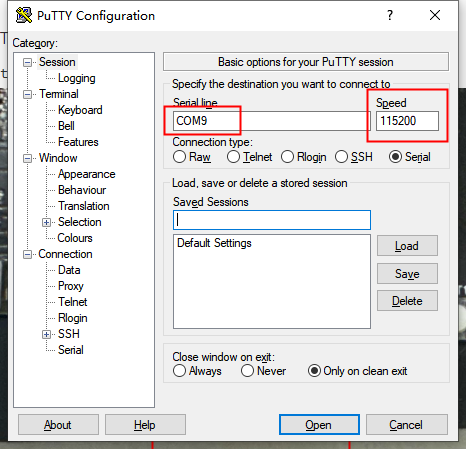 PuTTY Configuration
Category:
Session
Logging
Terminal
Keyboard
Bell
Features
Window
Appearance
Behaviour
Translation
Selection
Colours
Connection
Data
Proxy
Telnet
Rlogin
SSH
Serial
Basic options for your PuTTY session
Specify the destination you want to connect to
Serial line Speed
COM9 115200
Connection type:
Raw Telnet Rlogin SSH Serial
Load, save or delete a stored session
Saved Sessions
Default Settings
Load
Save
Delete
Close window on exit:
Always Never Only on clean exit
About Help Open Cancel